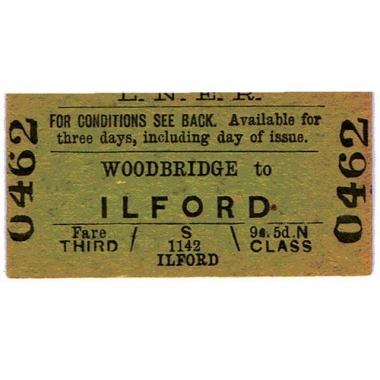 L. N. E. R.
FOR CONDITIONS SEE BACK. Available for
three days, including day of issue.
WOODBRIDGE to
ILFORD
Fare / S \ 9s. 5d. N
THIRD / 1142 \ CLASS
ILFORD
0462
0462